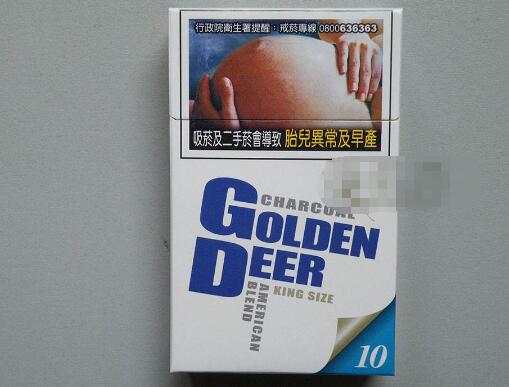 行政院衛生署提醒：戒菸專線 0800636363
吸菸及二手菸會導致 胎兒異常及早產
CHARCOAL
GOLDEN
DEER
KING SIZE
AMERICAN
BLEND
10